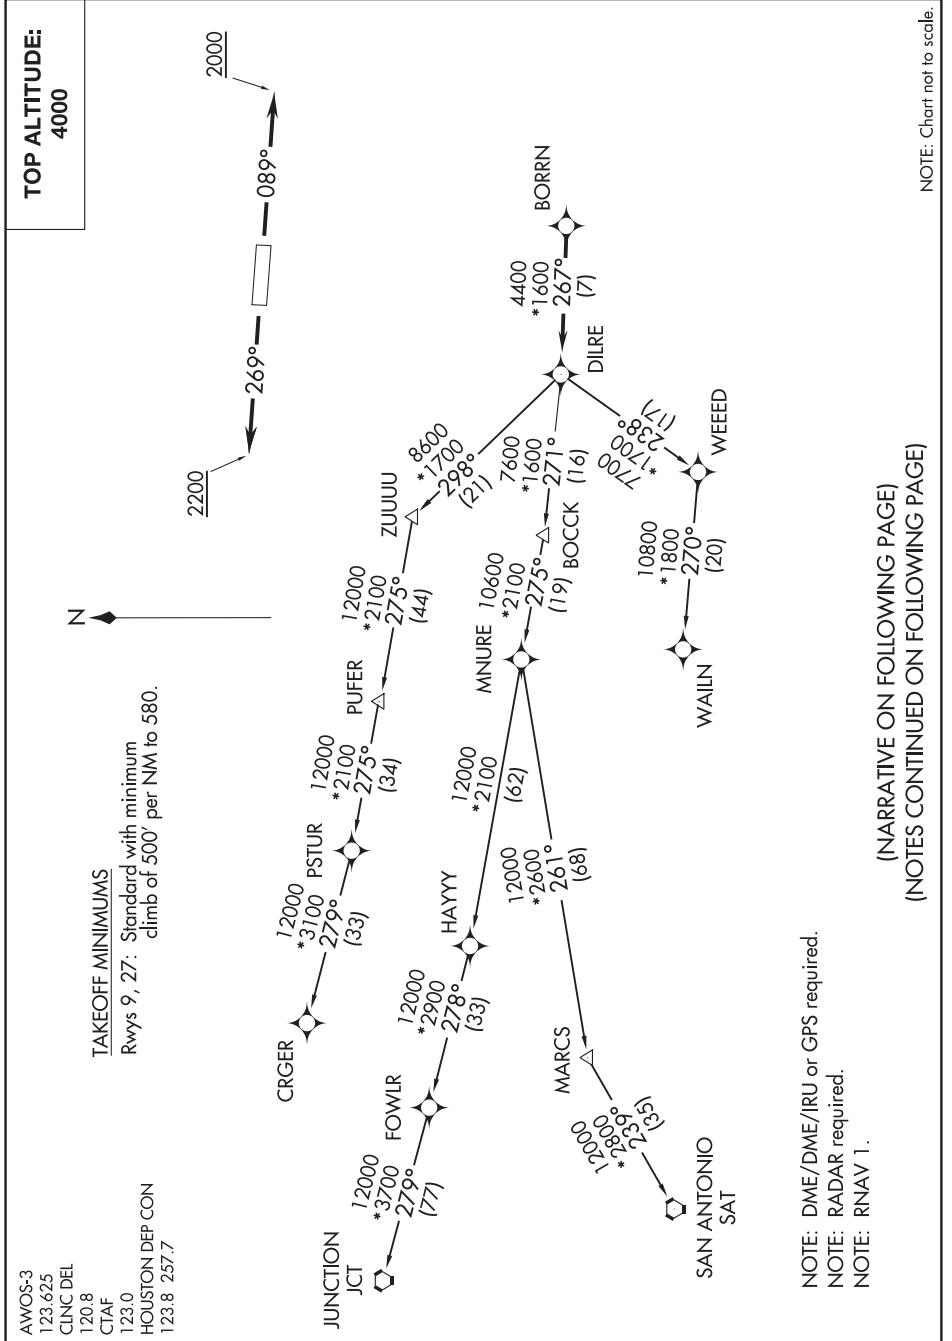 TOP ALTITUDE:
4000
AWOS-3
123.625
CLNC DEL
120.8
CTAF
123.0
HOUSTON DEP CON
123.8 257.7
TAKEOFF MINIMUMS
Rwys 9, 27: Standard with minimum
climb of 500' per NM to 580.
N
2200
269°
089°
2000
CRGER
12000
*3100
279°
(33)
PSTUR
12000
*2100
275°
(34)
PUFER
12000
*2100
275°
(44)
ZUUUU
8600
*1700
298°
(21)
JUNCTION
JCT
12000
*3700
279°
(77)
FOWLR
12000
*2900
278°
(33)
HAYYY
12000
*2100
(62)
MNURE
10600
*2100
275°
(19)
BOCCK
7600
*1600
271°
(16)
DILRE
4400
*1600
267°
(7)
BORRN
SAN ANTONIO
SAT
12000
*2800
239°
(35)
MARCS
12000
*2600
261°
(68)
WAILN
10800
*1800
270°
(20)
WEEED
7700
*1700
238°
(17)
NOTE: DME/DME/IRU or GPS required.
NOTE: RADAR required.
NOTE: RNAV 1.
(NARRATIVE ON FOLLOWING PAGE)
(NOTES CONTINUED ON FOLLOWING PAGE)
NOTE: Chart not to scale.